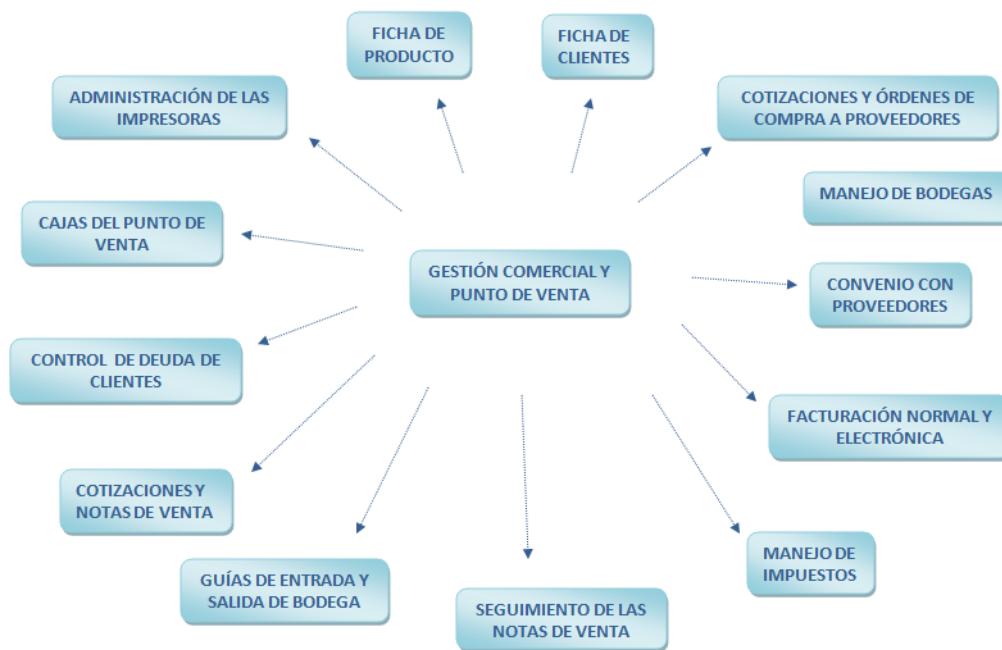 FICHA DE
PRODUCTO
FICHA DE
CLIENTES
ADMINISTRACIÓN DE LAS
IMPRESORAS
COTIZACIONES Y ÓRDENES DE
COMPRA A PROVEEDORES
MANEJO DE BODEGAS
CAJAS DEL PUNTO DE
VENTA
GESTIÓN COMERCIAL Y
PUNTO DE VENTA
CONVENIO CON
PROVEEDORES
CONTROL DE DEUDA DE
CLIENTES
FACTURACIÓN NORMAL Y
ELECTRÓNICA
COTIZACIONES Y
NOTAS DE VENTA
MANEJO DE
IMPUESTOS
GUÍAS DE ENTRADA Y
SALIDA DE BODEGA
SEGUIMIENTO DE LAS
NOTAS DE VENTA